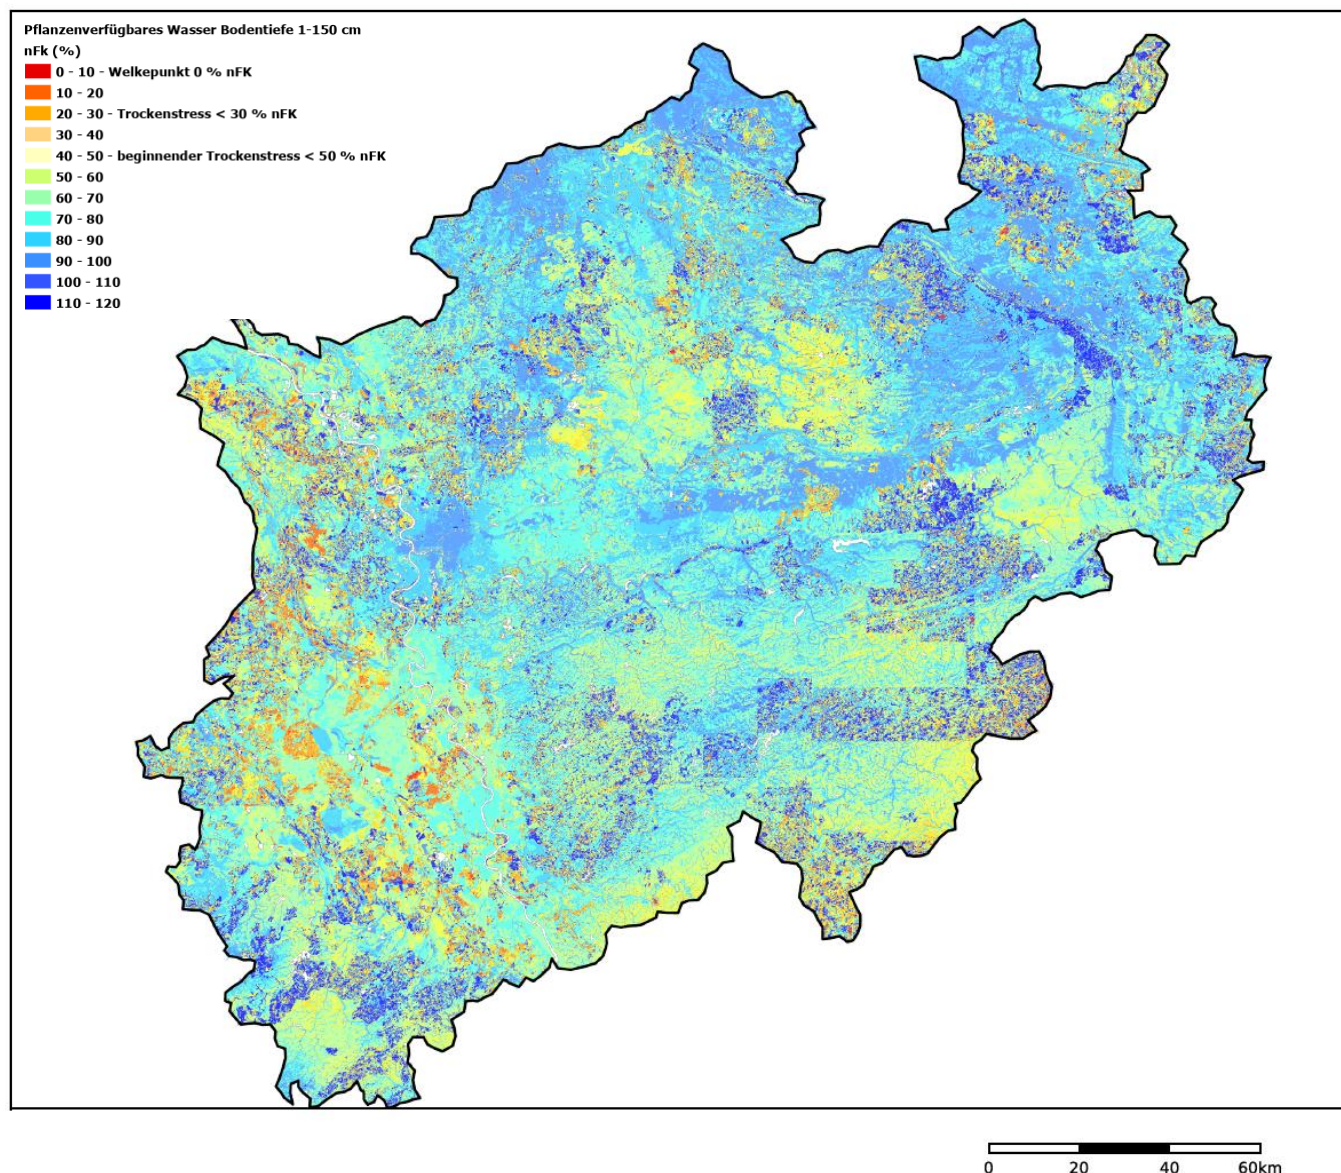 Pflanzenverfügbares Wasser Bodentiefe 1-150 cm
nFk (%)
0 - 10 - Welkepunkt 0 % nFK
10 - 20
20 - 30 - Trockenstress < 30 % nFK
30 - 40
40 - 50 - beginnender Trockenstress < 50 % nFK
50 - 60
60 - 70
70 - 80
80 - 90
90 - 100
100 - 110
110 - 120
0 20 40 60km